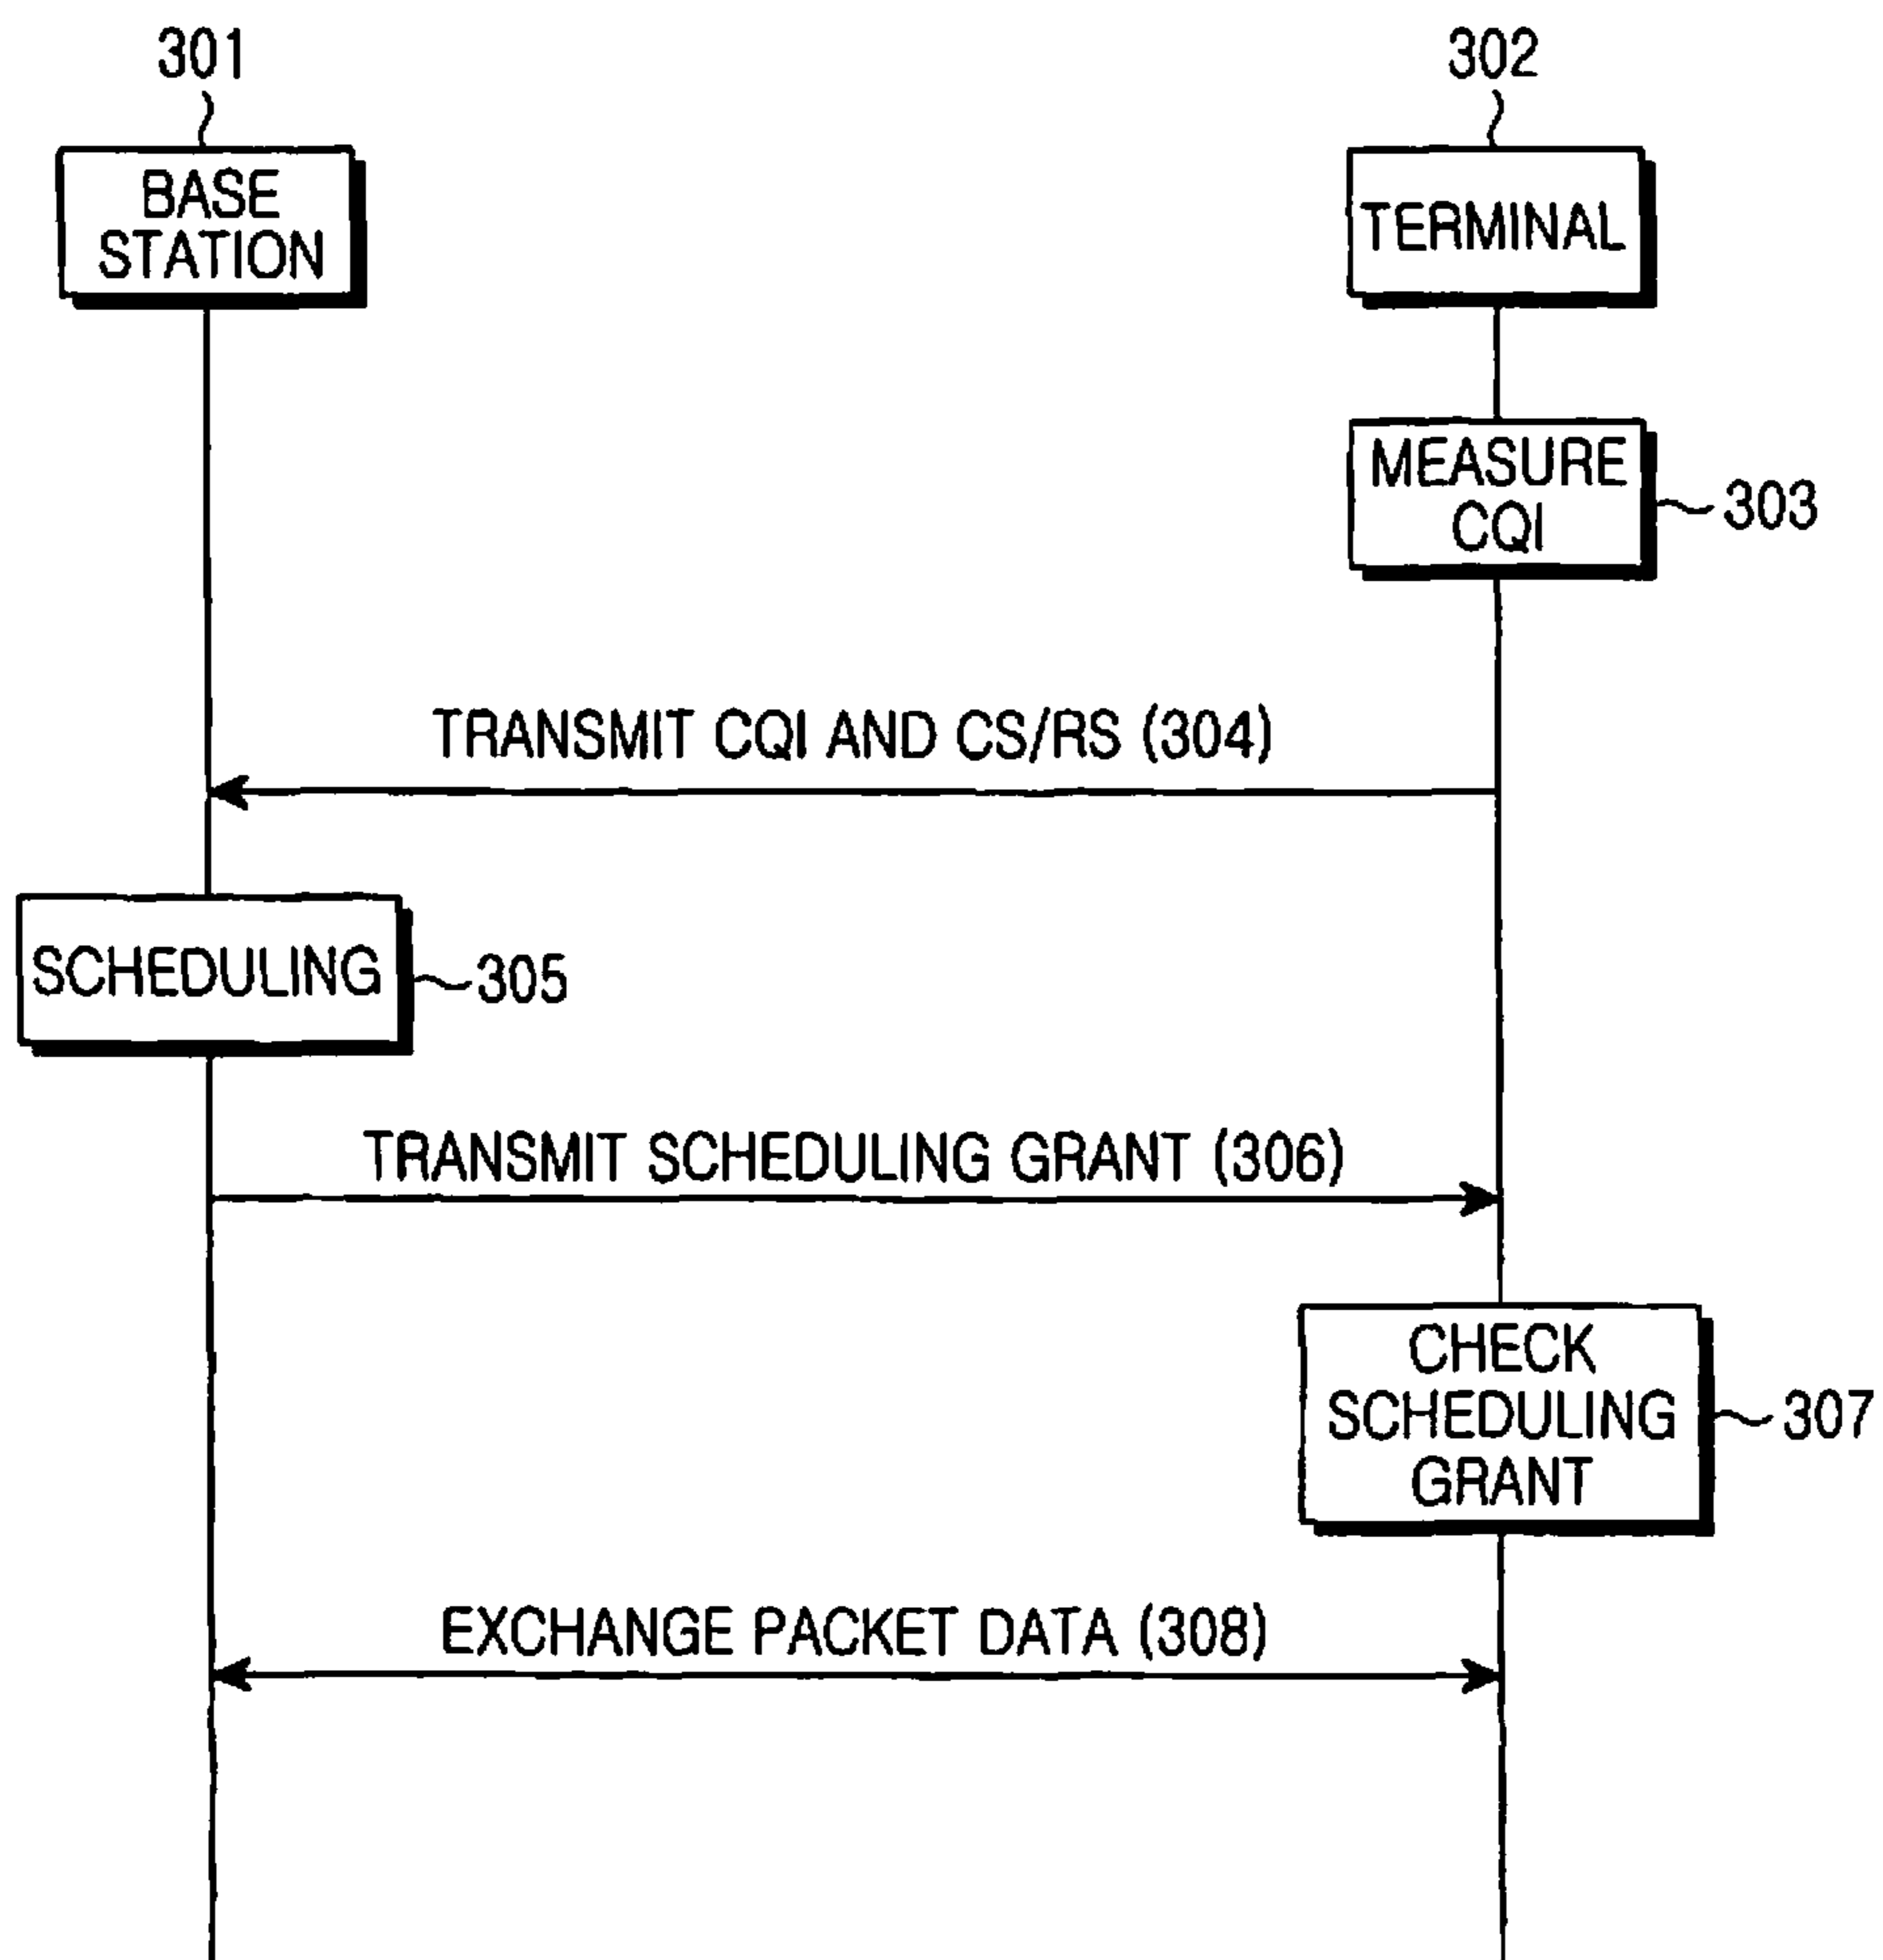 301
302
BASE
STATION
TERMINAL
MEASURE
CQI
303
TRANSMIT CQI AND CS/RS (304)
SCHEDULING
305
TRANSMIT SCHEDULING GRANT (306)
CHECK
SCHEDULING
GRANT
307
EXCHANGE PACKET DATA (308)